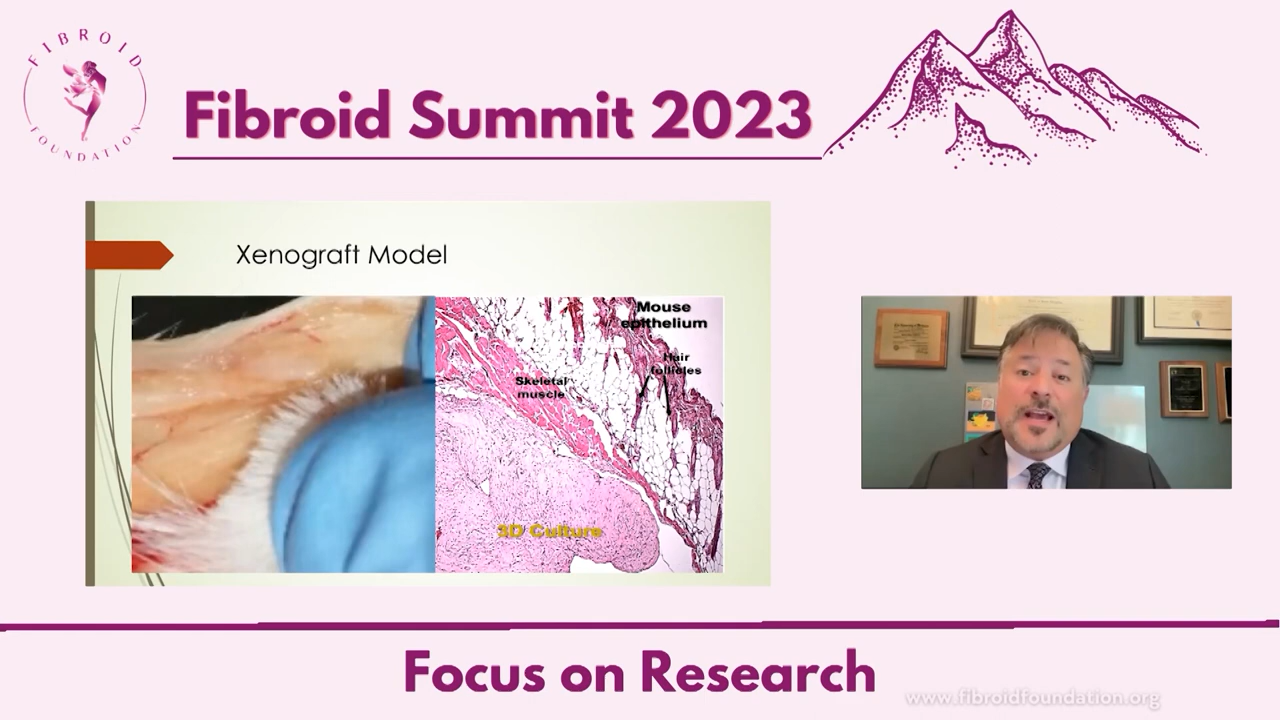 FIBROID
FOUNDATION
Fibroid Summit 2023
Xenograft Model
Mouse
epithelium
Hair
follicles
Skeletal
muscle
3D Culture
Focus on Research
www.fibroidfoundation.org